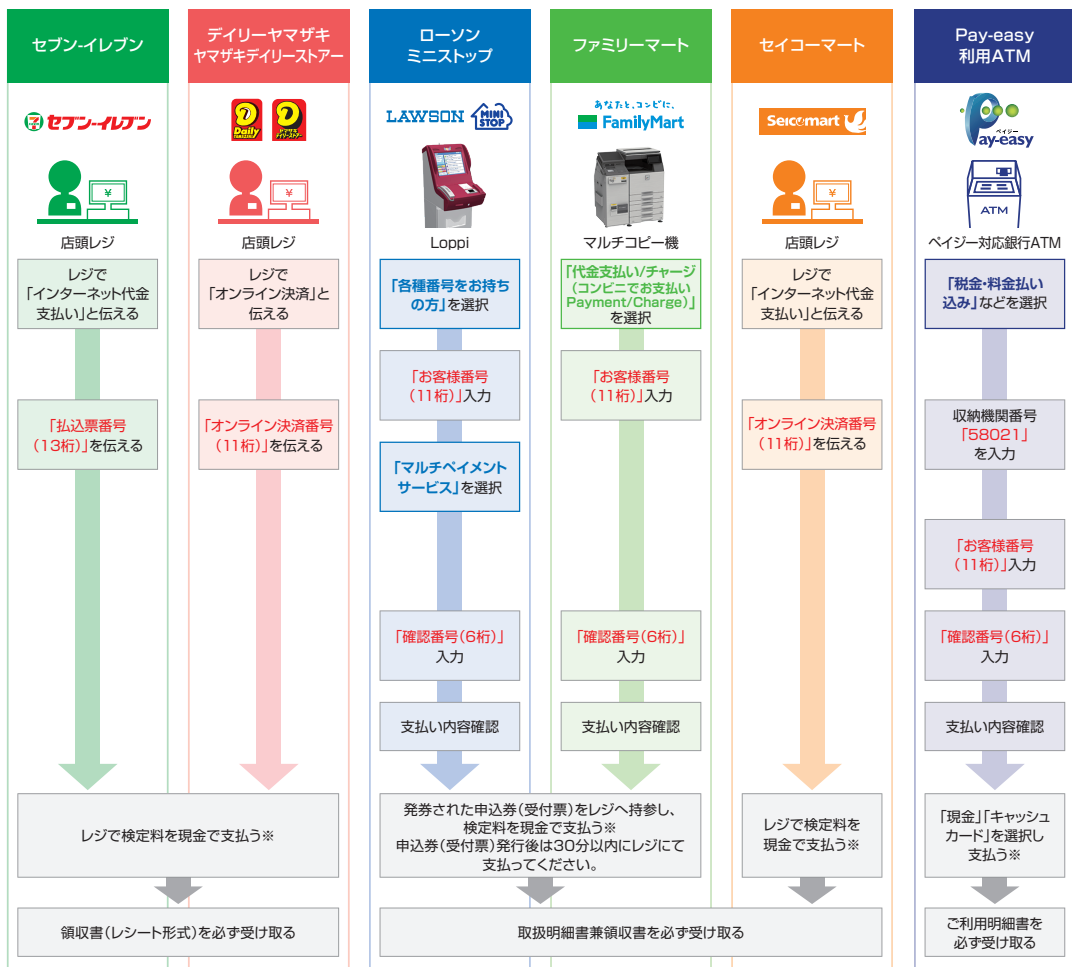 セブン-イレブン
デイリーヤマザキ
ヤマザキデイリーストアー
ローソン
ミニストップ
ファミリーマート
セイコーマート
Pay-easy
利用ATM
セブン-イレブン
Daily
デイリーストアー
LAWSON
MINI
STOP
あなたと、コンビに、
FamilyMart
Seicomart
ペイジー
Pay-easy
¥
¥
¥
ATM
店頭レジ
店頭レジ
Loppi
マルチコピー機
店頭レジ
ペイジー対応銀行ATM
レジで
「インターネット代金
支払い」と伝える
レジで
「オンライン決済」と
伝える
「各種番号をお持ち
の方」を選択
「代金支払い/チャージ
(コンビニでお支払い
Payment/Charge)」
を選択
レジで
「インターネット代金
支払い」と伝える
「税金・料金払い
込み」などを選択
「お客様番号
(11桁)」入力
「お客様番号
(11桁)」入力
「払込票番号
(13桁)」を伝える
「オンライン決済番号
(11桁)」を伝える
「オンライン決済番号
(11桁)」を伝える
収納機関番号
「58021」
を入力
「マルチペイメント
サービス」を選択
「お客様番号
(11桁)」入力
「確認番号(6桁)」
入力
「確認番号(6桁)」
入力
「確認番号(6桁)」
入力
支払い内容確認
支払い内容確認
支払い内容確認
レジで検定料を現金で支払う※
発券された申込券(受付票)をレジへ持参し、
検定料を現金で支払う※
申込券(受付票)発行後は30分以内にレジにて
支払ってください。
レジで検定料を
現金で支払う※
「現金」「キャッシュ
カード」を選択し
支払う※
領収書(レシート形式)を必ず受け取る
取扱明細書兼領収書を必ず受け取る
ご利用明細書を
必ず受け取る